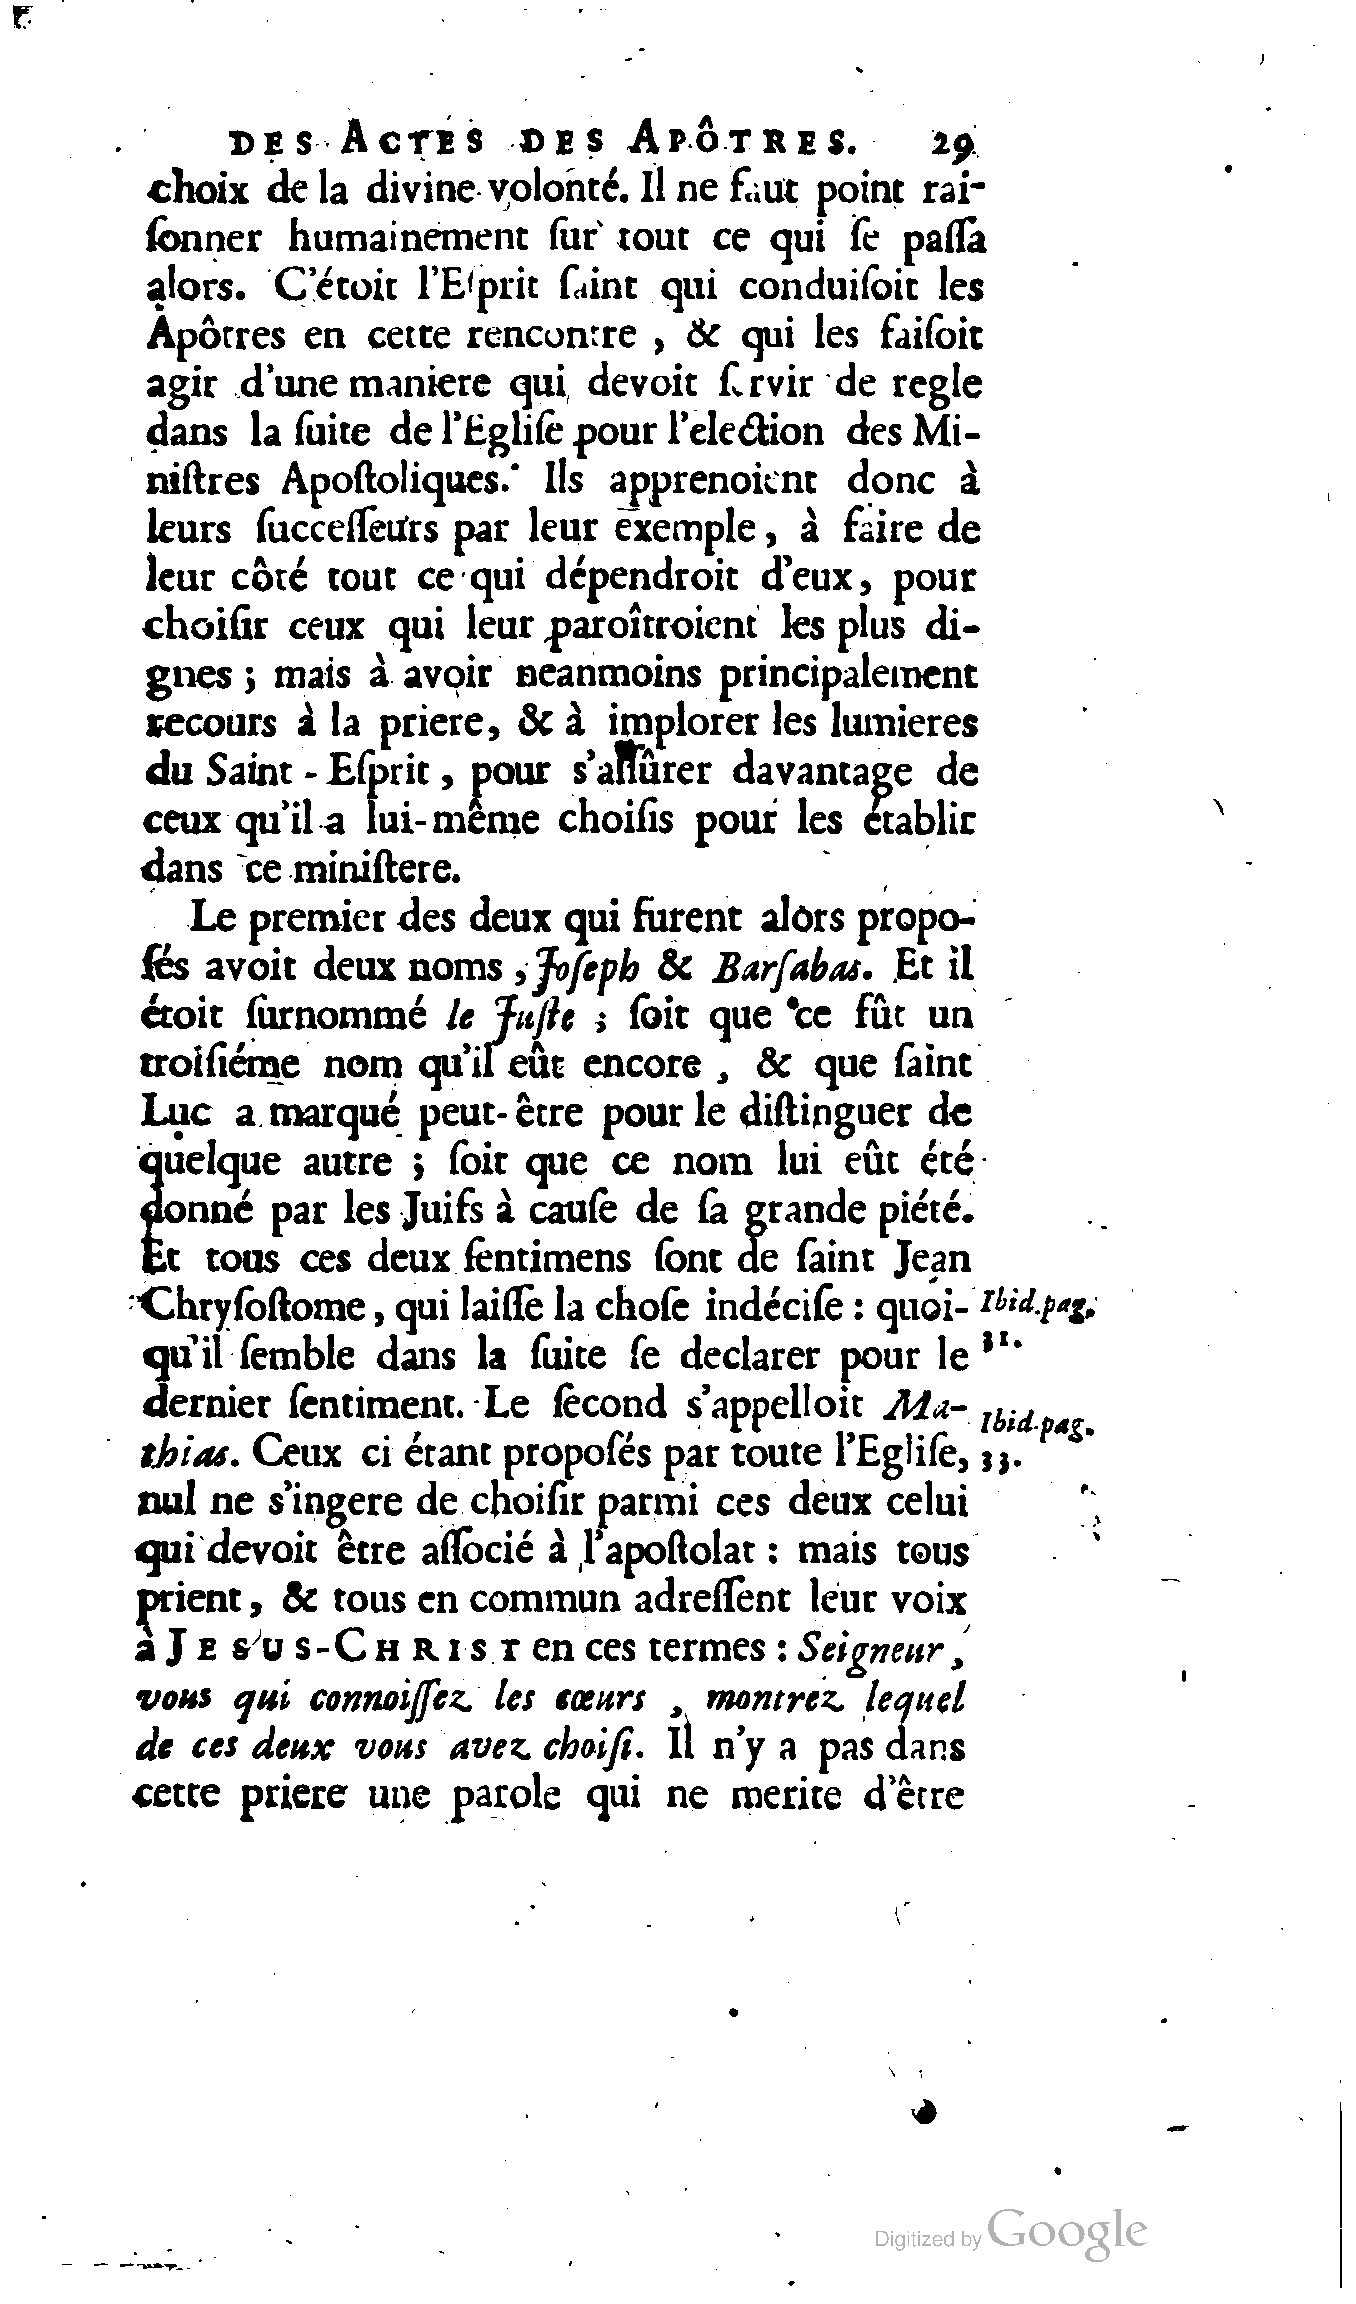 DES ACTES DES APÔTRES. 29
choix de la divine volonté. Il ne faut point rai-
ſonner humainement ſur tout ce qui ſe paſſa
alors. C'étoit l'Eſprit ſaint qui conduiſoit les
Apôtres en cette rencontre, & qui les faiſoit
agir d'une maniere qui devoit ſervir de regle
dans la ſuite de l'Egliſe pour l'election des Mi-
niſtres Apoſtoliques. Ils apprenoient donc à
leurs ſucceſſeurs par leur exemple, à faire de
leur côté tout ce qui dépendroit d'eux, pour
choiſir ceux qui leur paroîtroient les plus di-
gnes ; mais à avoir neanmoins principalement
recours à la priere, & à implorer les lumieres
du Saint-Eſprit, pour s'aſſûrer davantage de
ceux qu'il a lui-même choiſis pour les établir
dans ce miniſtere.
Le premier des deux qui furent alors propo-
ſés avoit deux noms, Joſeph & Barſabas. Et il
étoit ſurnommé le Juſte ; ſoit que ce fût un
troiſiéme nom qu'il eût encore, & que ſaint
Luc a marqué peut-être pour le diſtinguer de
quelque autre ; ſoit que ce nom lui eût été
donné par les Juifs à cauſe de ſa grande piété.
Et tous ces deux ſentimens ſont de ſaint Jean
Chryſoſtome, qui laiſſe la choſe indéciſe : quoi- Ibid. pag.
qu'il ſemble dans la ſuite ſe declarer pour le 31.
dernier ſentiment. Le ſecond s'appelloit Ma- Ibid. pag.
thias. Ceux ci étant propoſés par toute l'Egliſe, 33.
nul ne s'ingere de choiſir parmi ces deux celui
qui devoit être aſſocié à l'apoſtolat : mais tous
prient, & tous en commun adreſſent leur voix
à JESUS-CHRIST en ces termes : Seigneur,
vous qui connoiſſez les cœurs, montrez lequel
de ces deux vous avez choiſi. Il n'y a pas dans
cette priere une parole qui ne merite d'être
Digitized by Google